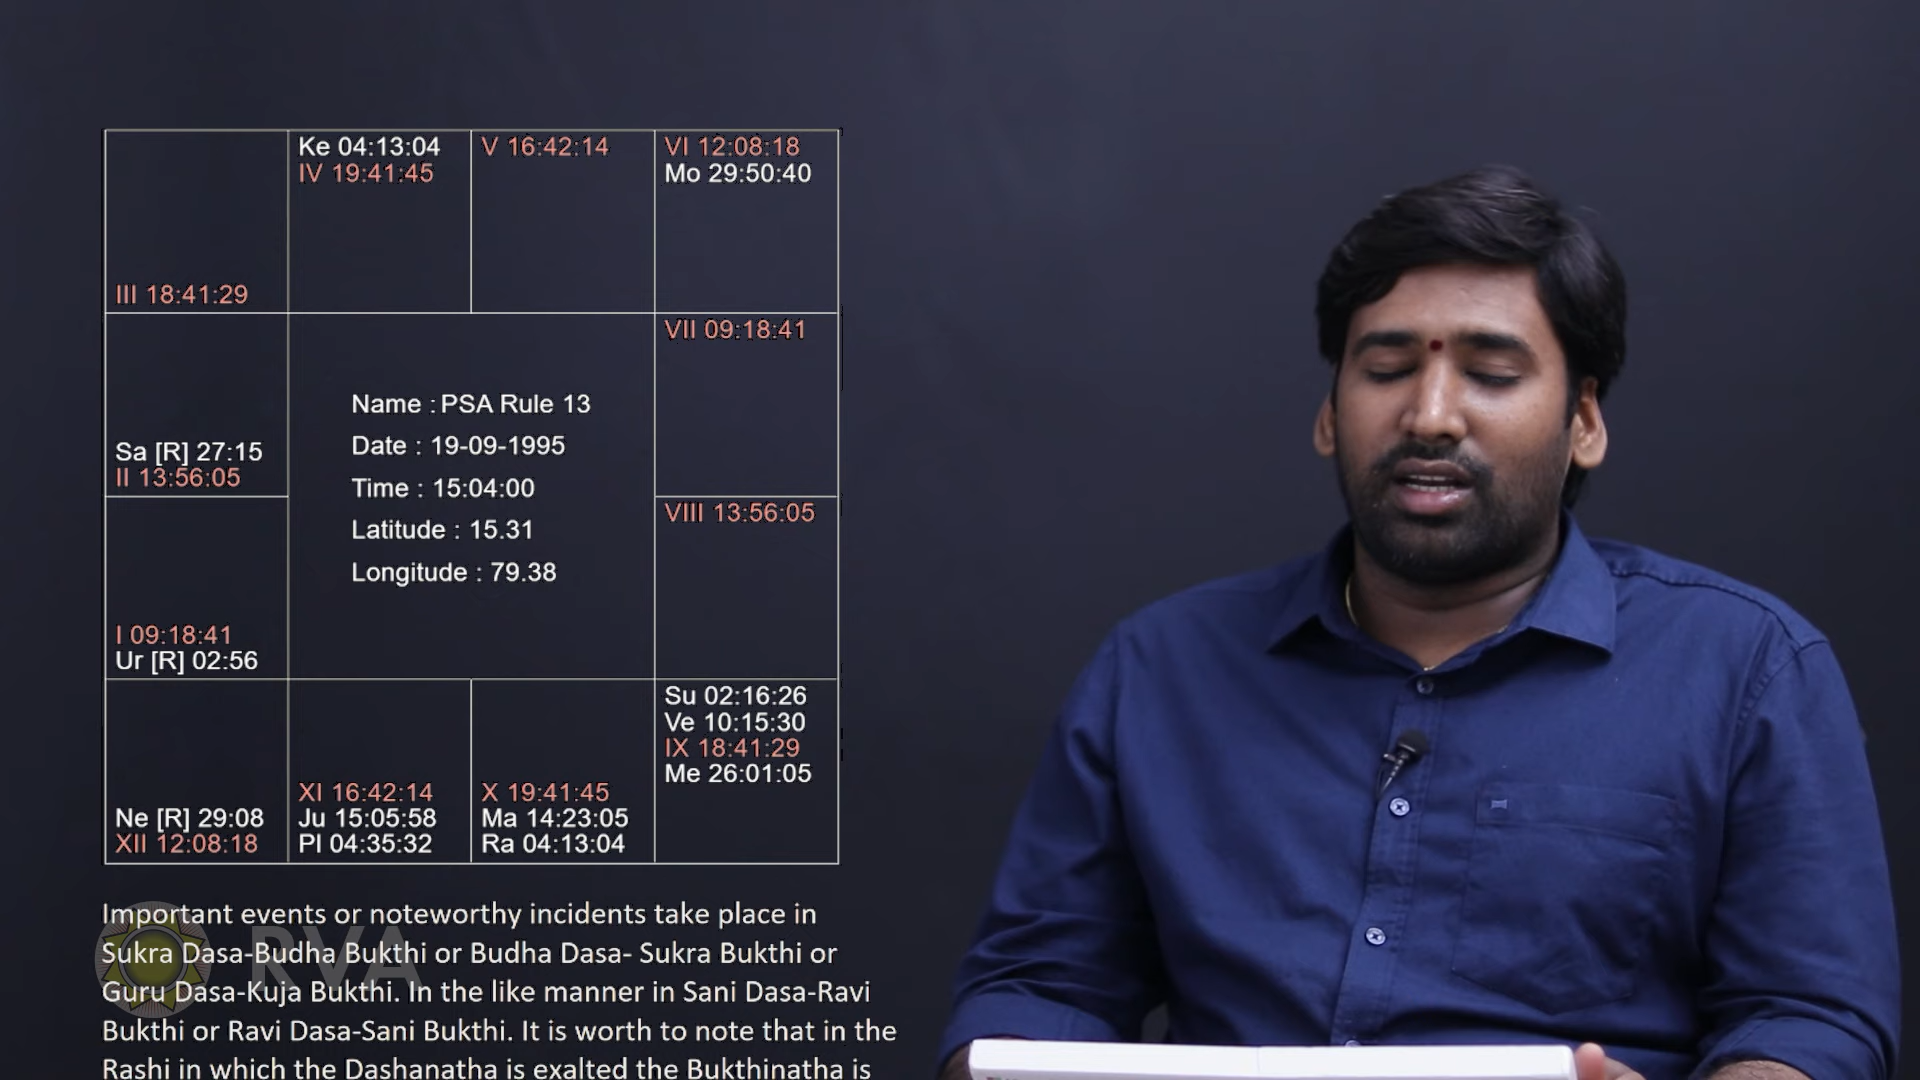 Ke 04:13:04
IV 19:41:45
V 16:42:14
VI 12:08:18
Mo 29:50:40
III 18:41:29
VII 09:18:41
Sa [R] 27:15
II 13:56:05
Name : PSA Rule 13
Date : 19-09-1995
Time : 15:04:00
Latitude : 15.31
Longitude : 79.38
VIII 13:56:05
I 09:18:41
Ur [R] 02:56
Su 02:16:26
Ve 10:15:30
IX 18:41:29
Me 26:01:05
Ne [R] 29:08
XII 12:08:18
XI 16:42:14
Ju 15:05:58
Pl 04:35:32
X 19:41:45
Ma 14:23:05
Ra 04:13:04
Important events or noteworthy incidents take place in
Sukra Dasa-Budha Bukthi or Budha Dasa- Sukra Bukthi or
Guru Dasa-Kuja Bukthi. In the like manner in Sani Dasa-Ravi
Bukthi or Ravi Dasa-Sani Bukthi. It is worth to note that in the
Rashi in which the Dashanatha is exalted the Bukthinatha is
RVA